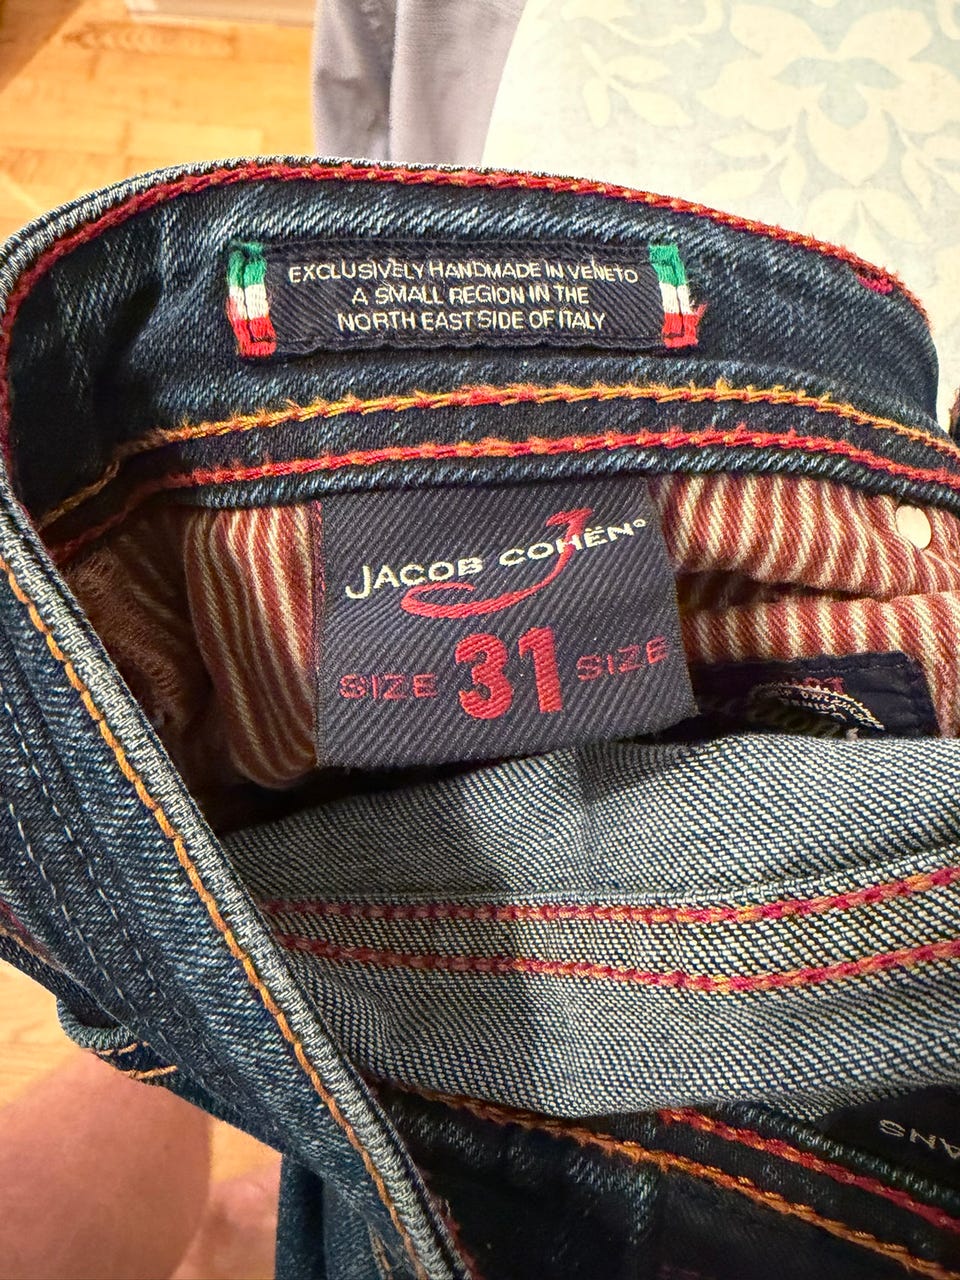 EXCLUSIVELY HANDMADE IN VENETO
A SMALL REGION IN THE
NORTH EAST SIDE OF ITALY
JACOB COHËN
SIZE 31 SIZE